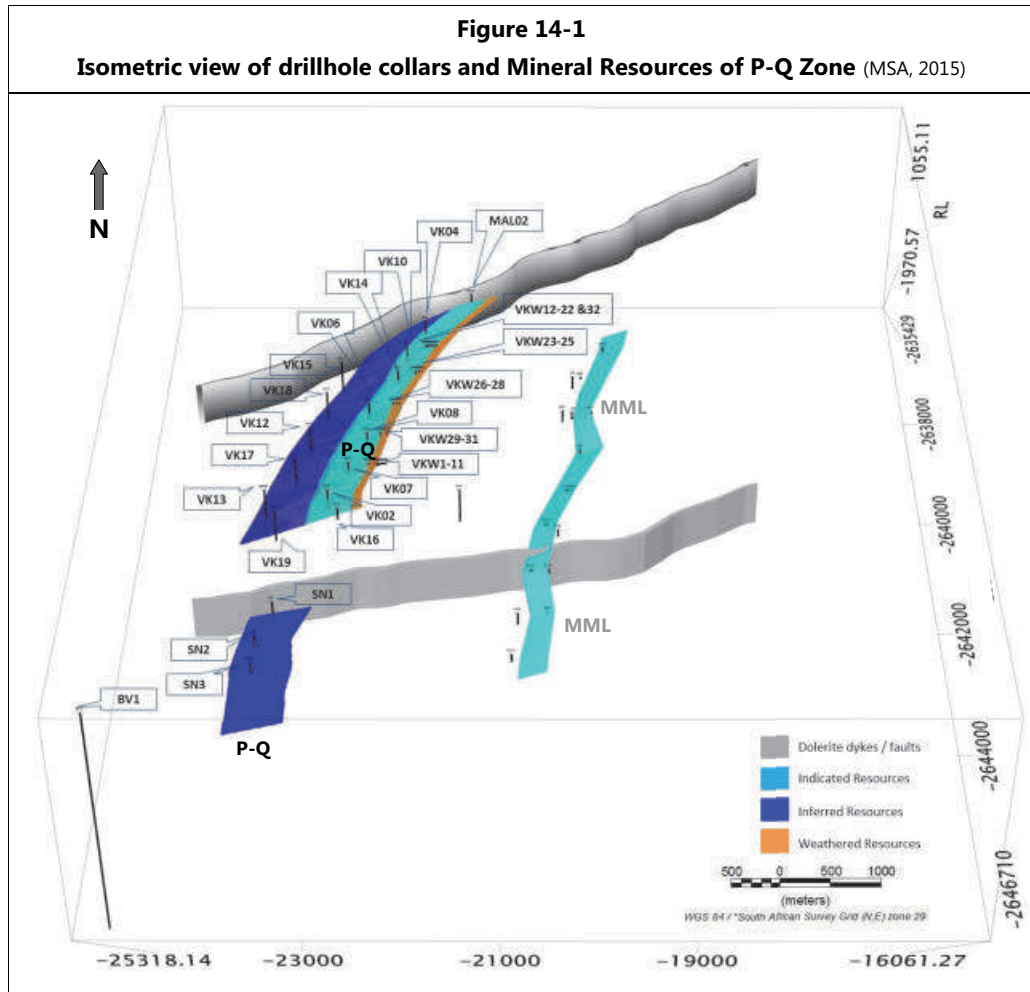 Figure 14-1
Isometric view of drillhole collars and Mineral Resources of P-Q Zone (MSA, 2015)
1055.11
RL
-1970.57
N
MAL02
VK04
VK10
VK14
VK06
VKW12-22 &32
VKW23-25
VK15
VK18
VKW26-28
VK12
VK08
MML
VKW29-31
P-Q
VK17
VKW1-11
VK13
VK07
VK02
VK16
VK19
SN1
SN2
MML
SN3
BV1
P-Q
-2635429
-2638000
-2640000
-2642000
-2644000
-2646710
Dolerite dykes / faults
Indicated Resources
Inferred Resources
Weathered Resources
500 0 500 1000
(meters)
WGS 84 / *South African Survey Grid (N,E) zone 29
-25318.14 -23000 -21000 -19000 -16061.27